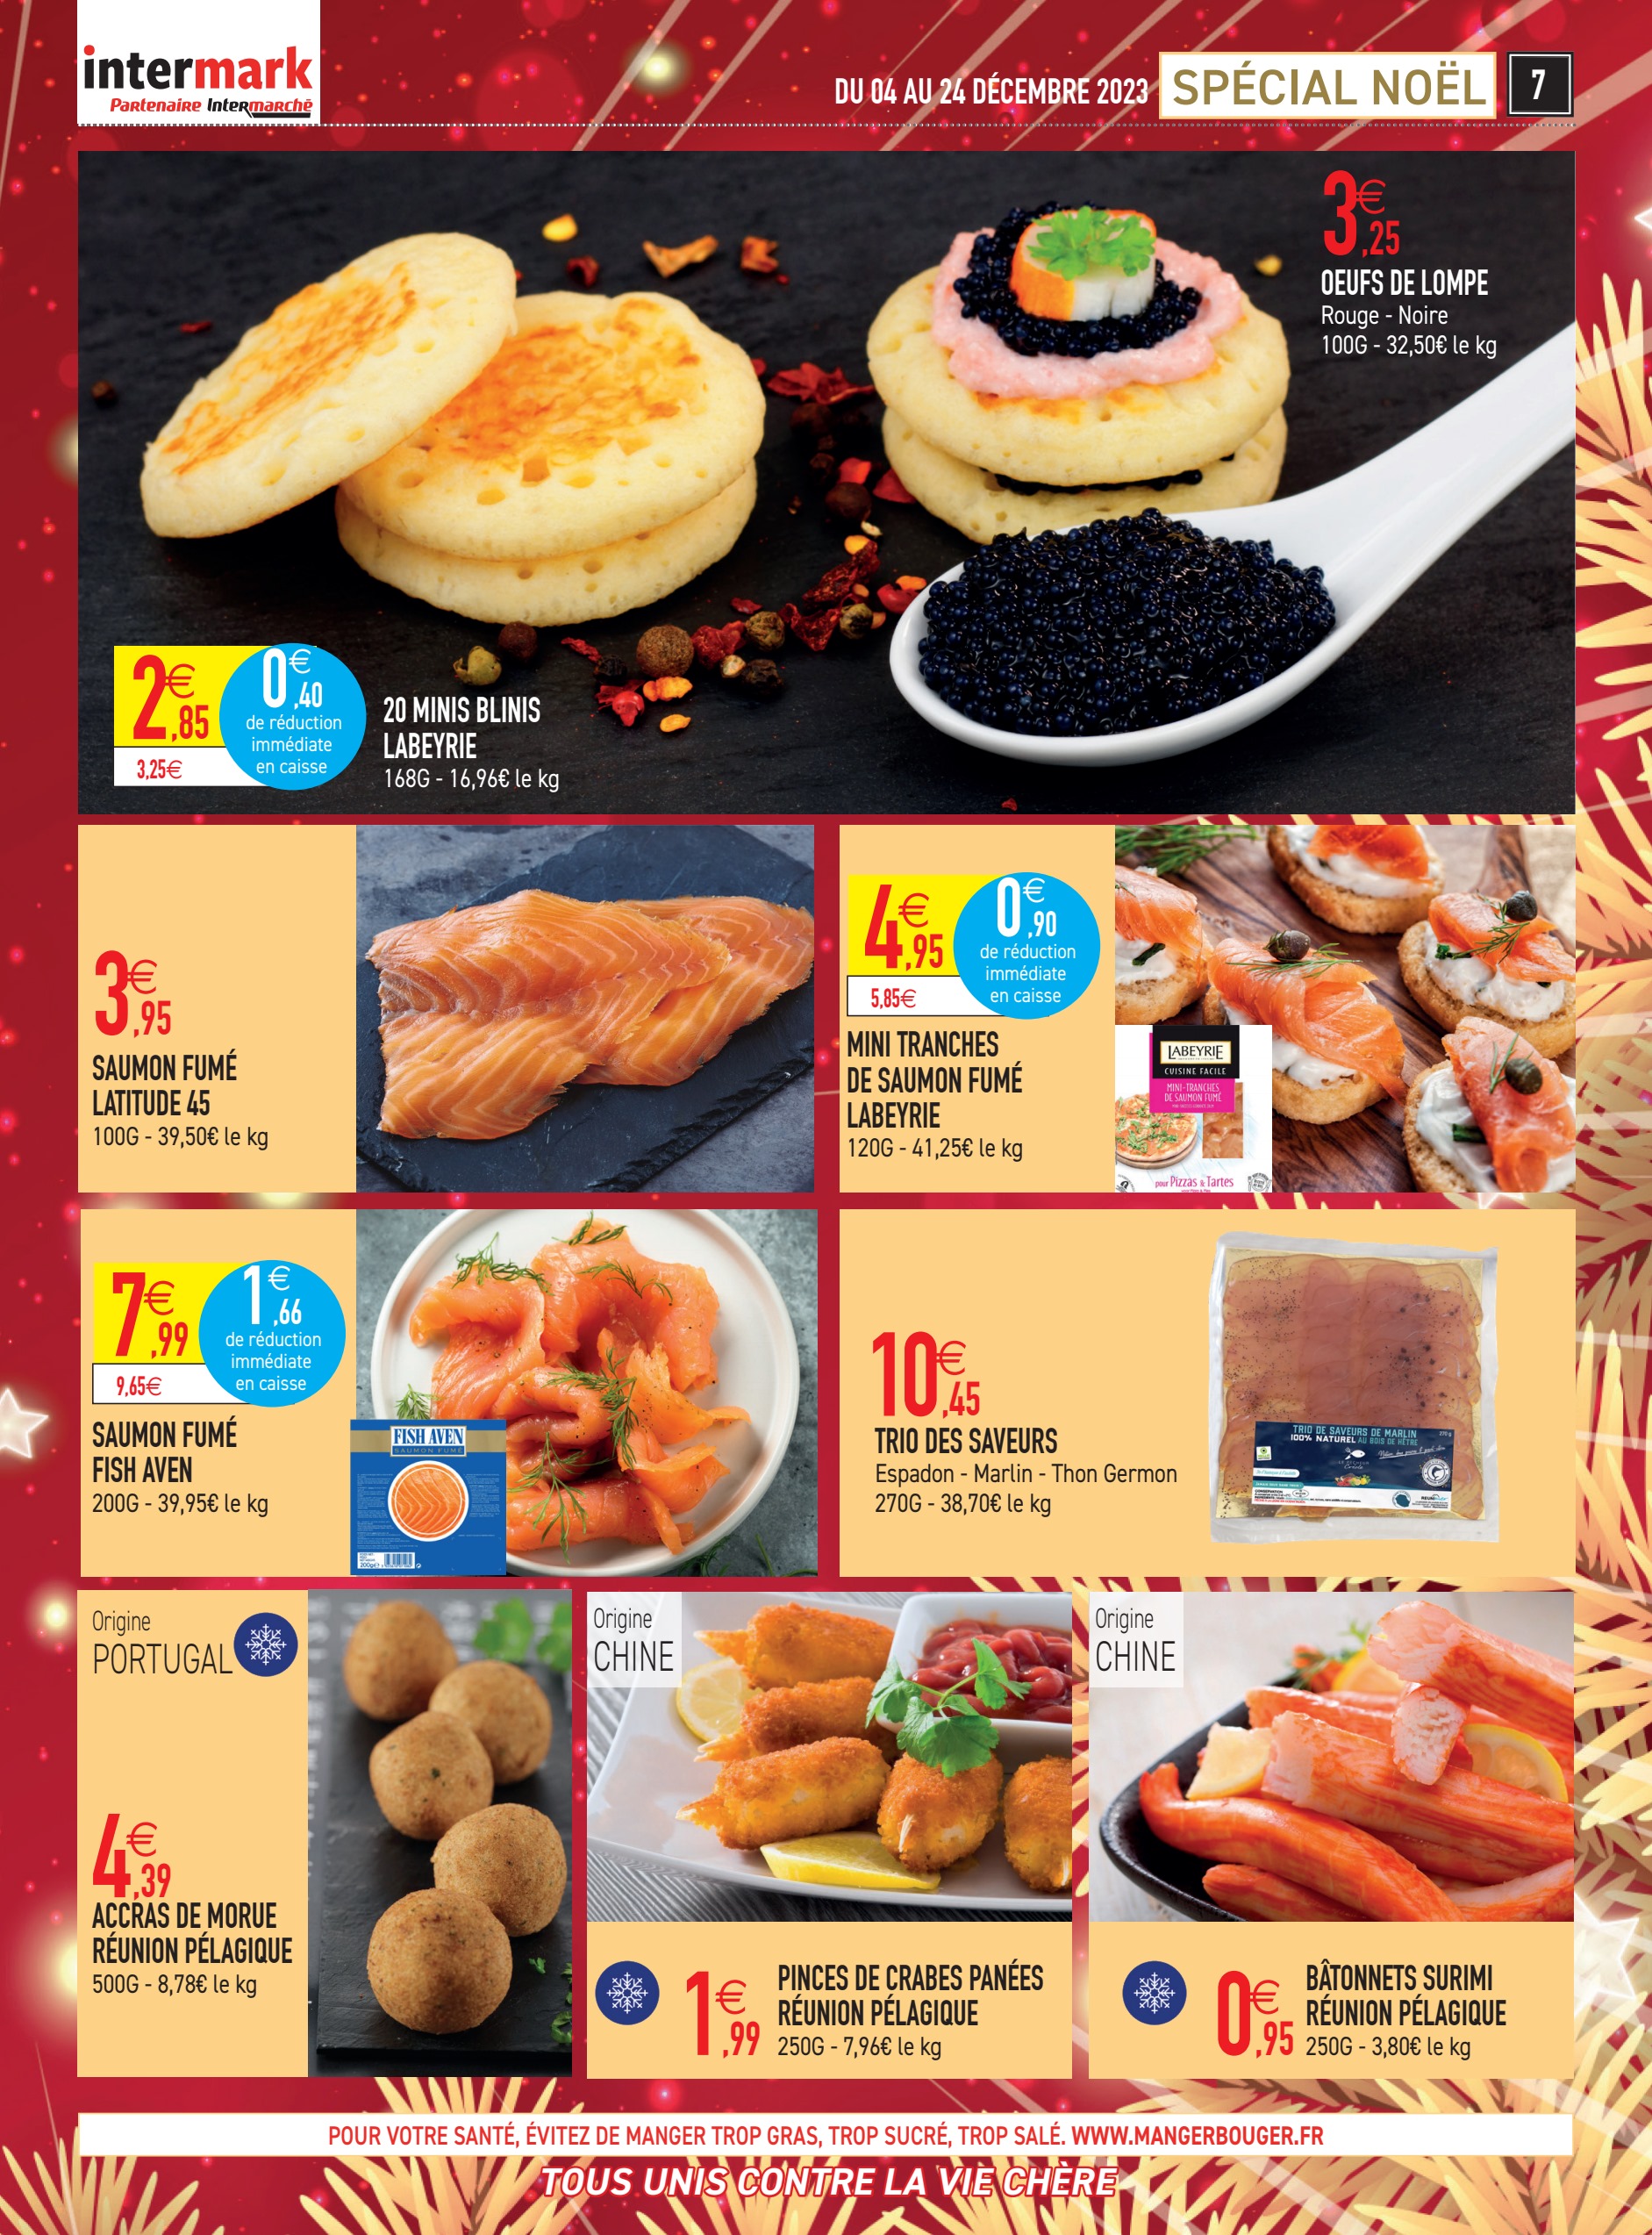 intermark
Partenaire Intermarché
DU 04 AU 24 DÉCEMBRE 2023
SPÉCIAL NOËL
7
3€,25
OEUFS DE LOMPE
Rouge - Noire
100G - 32,50€ le kg
2€,85
3,25€
0€,40
de réduction
immédiate
en caisse
20 MINIS BLINIS
LABEYRIE
168G - 16,96€ le kg
3€,95
SAUMON FUMÉ
LATITUDE 45
100G - 39,50€ le kg
4€,95
5,85€
0€,90
de réduction
immédiate
en caisse
MINI TRANCHES
DE SAUMON FUMÉ
LABEYRIE
120G - 41,25€ le kg
LABEYRIE
CUISINE FACILE
MINI-TRANCHES
DE SAUMON FUMÉ
pour Pizzas & Tartes
7€,99
9,65€
1€,66
de réduction
immédiate
en caisse
SAUMON FUMÉ
FISH AVEN
200G - 39,95€ le kg
FISH AVEN
SAUMON FUMÉ
200g
10€,45
TRIO DES SAVEURS
Espadon - Marlin - Thon Germon
270G - 38,70€ le kg
TRIO DE SAVEURS DE MARLIN
270 g
100% NATUREL AU BOIS DE HÊTRE
Origine
PORTUGAL
4€,39
ACCRAS DE MORUE
RÉUNION PÉLAGIQUE
500G - 8,78€ le kg
Origine
CHINE
1€,99
PINCES DE CRABES PANÉES
RÉUNION PÉLAGIQUE
250G - 7,96€ le kg
Origine
CHINE
0€,95
BÂTONNETS SURIMI
RÉUNION PÉLAGIQUE
250G - 3,80€ le kg
POUR VOTRE SANTÉ, ÉVITEZ DE MANGER TROP GRAS, TROP SUCRÉ, TROP SALÉ. WWW.MANGERBOUGER.FR
TOUS UNIS CONTRE LA VIE CHÈRE